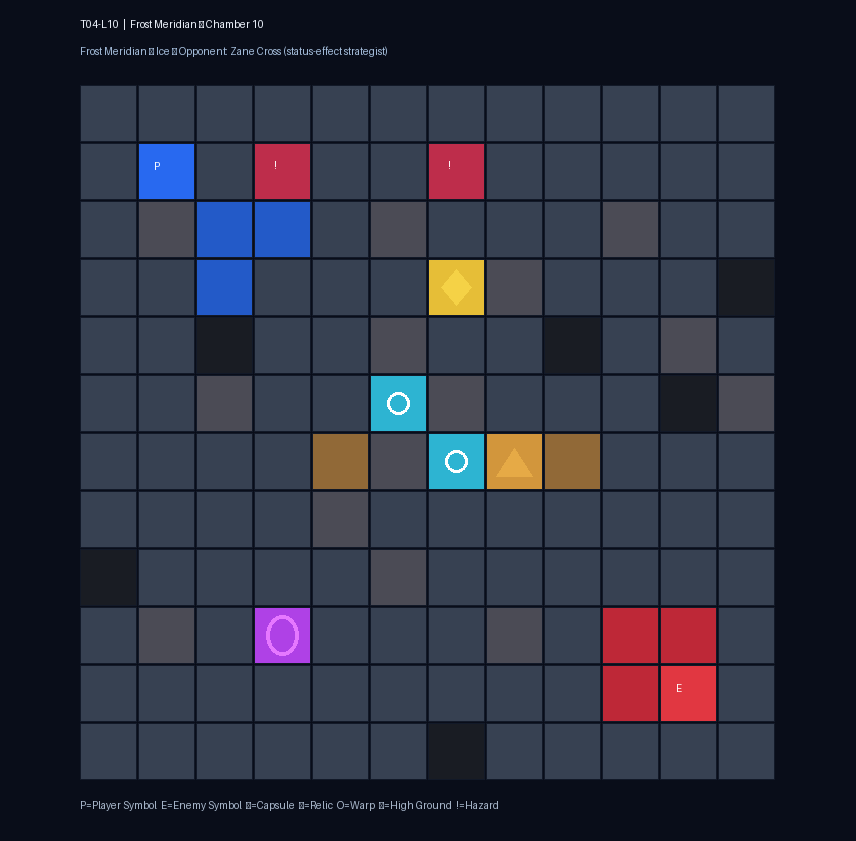 T04-L10 | Frost Meridian � Chamber 10
Frost Meridian � Ice � Opponent: Zane Cross (status-effect strategist)
P
!
!
E
P=Player Symbol E=Enemy Symbol �=Capsule �=Relic O=Warp �=High Ground !=Hazard